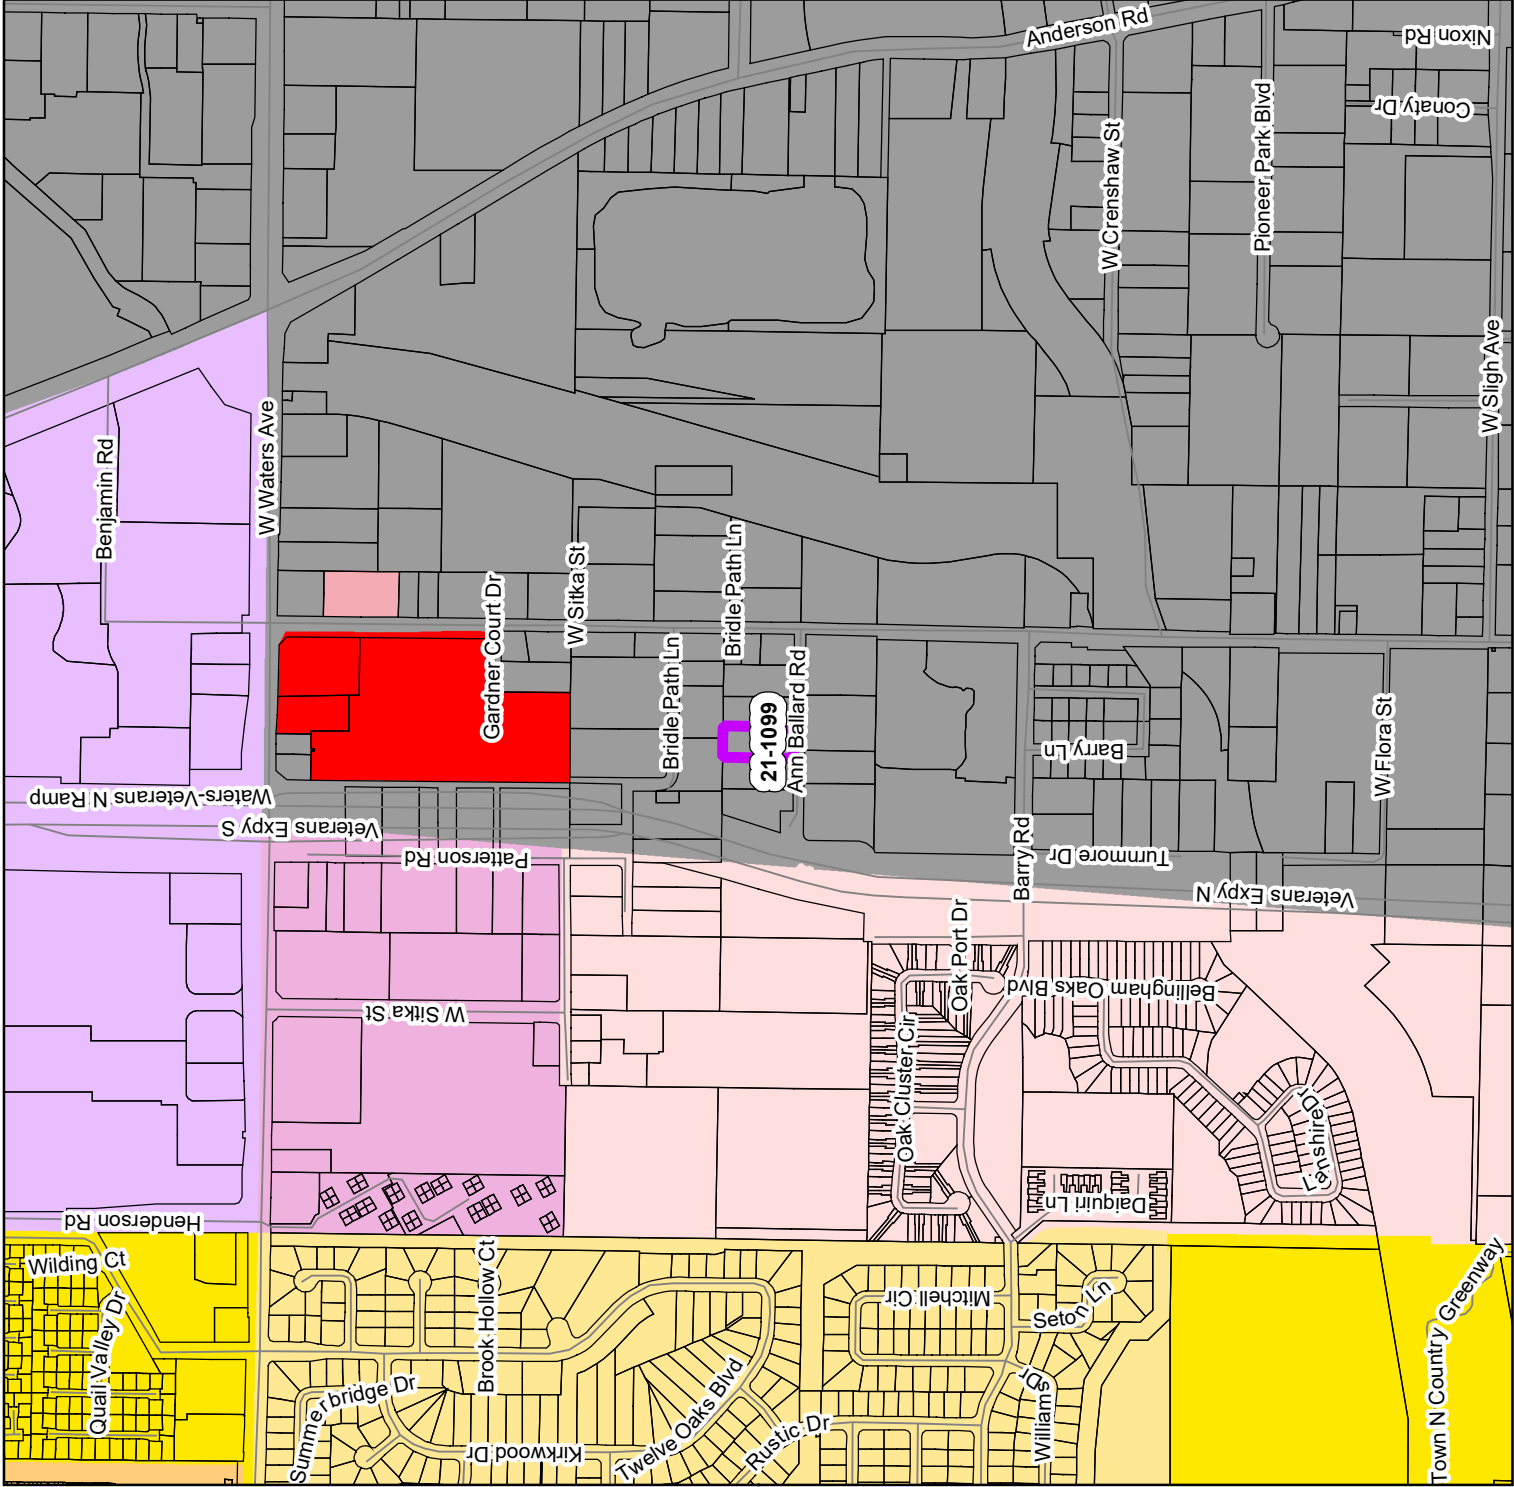 Anderson Rd
Nixon Rd
Conaty Dr
Pioneer Park Blvd
W Crenshaw St
W Sligh Ave
Benjamin Rd
W Waters Ave
Gardner Court Dr
W Sitka St
Bridle Path Ln
Bridle Path Ln
21-1099
Ann Ballard Rd
Barry Ln
W Flora St
Waters-Veterans N Ramp
Veterans Expy S
Patterson Rd
Turnmore Dr
Barry Rd
Veterans Expy N
Oak Port Dr
Bellingham Oaks Blvd
W Sitka St
Oak Cluster Cir
Lanshire Dr
Daiquiri Ln
Henderson Rd
Wilding Ct
Quail Valley Dr
Brook Hollow Ct
Mitchell Cir
Seton Ln
Town N Country Greenway
Summerbridge Dr
Kirkwood Dr
Twelve Oaks Blvd
Rustic Dr
Williams Dr